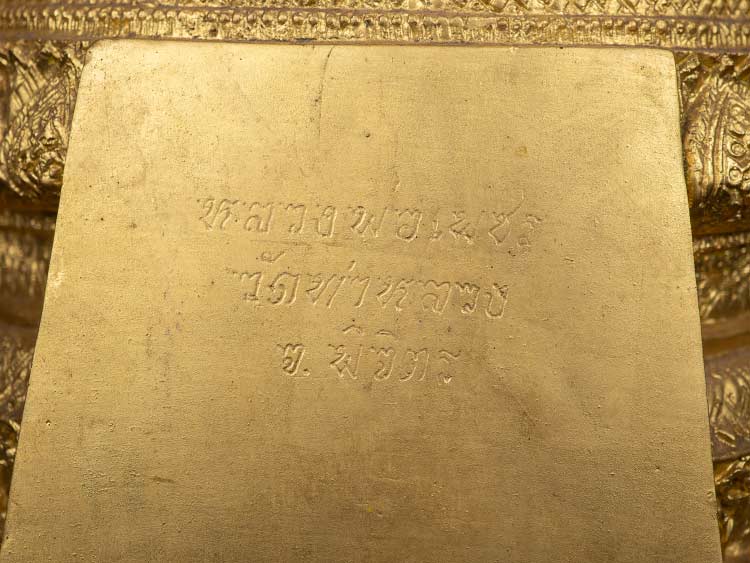 หลวงพ่อเพชร
วัดท่าหลวง
จ. พิจิตร